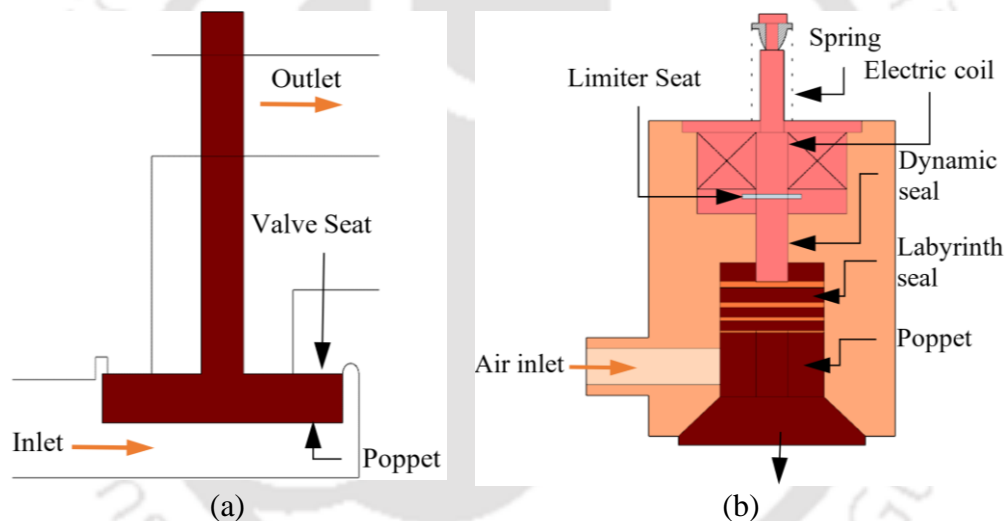 Outlet
Valve Seat
Inlet
Poppet
(a)
Spring
Limiter Seat
Electric coil
Dynamic
seal
Labyrinth
seal
Air inlet
Poppet
(b)